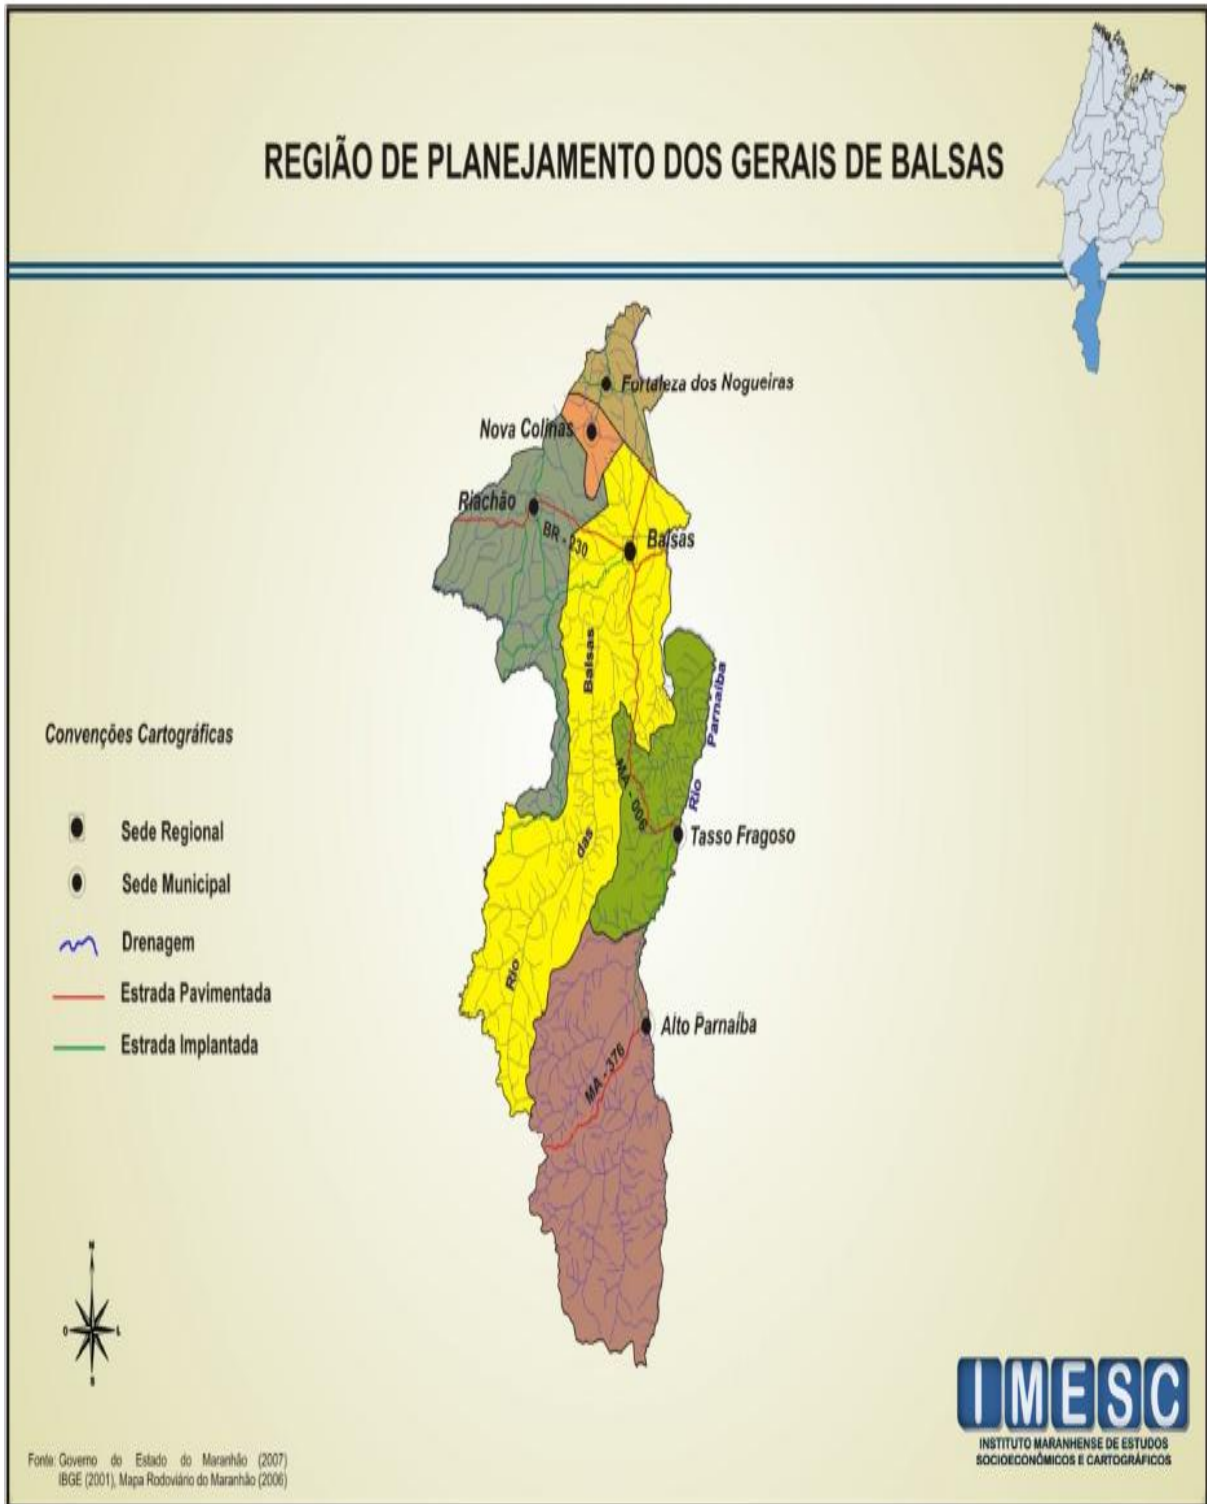 REGIÃO DE PLANEJAMENTO DOS GERAIS DE BALSAS
Fortaleza dos Nogueiras
Nova Colinas
Riachão
BR - 230
Balsas
Rio das Balsas
Rio Parnaíba
MA - 006
Tasso Fragoso
Alto Parnaíba
MA - 376
Convenções Cartográficas
Sede Regional
Sede Municipal
Drenagem
Estrada Pavimentada
Estrada Implantada
O
L
Fonte: Governo do Estado do Maranhão (2007)
IBGE (2001), Mapa Rodoviário do Maranhão (2006)
IMESC
INSTITUTO MARANHENSE DE ESTUDOS
SOCIOECONÔMICOS E CARTOGRÁFICOS